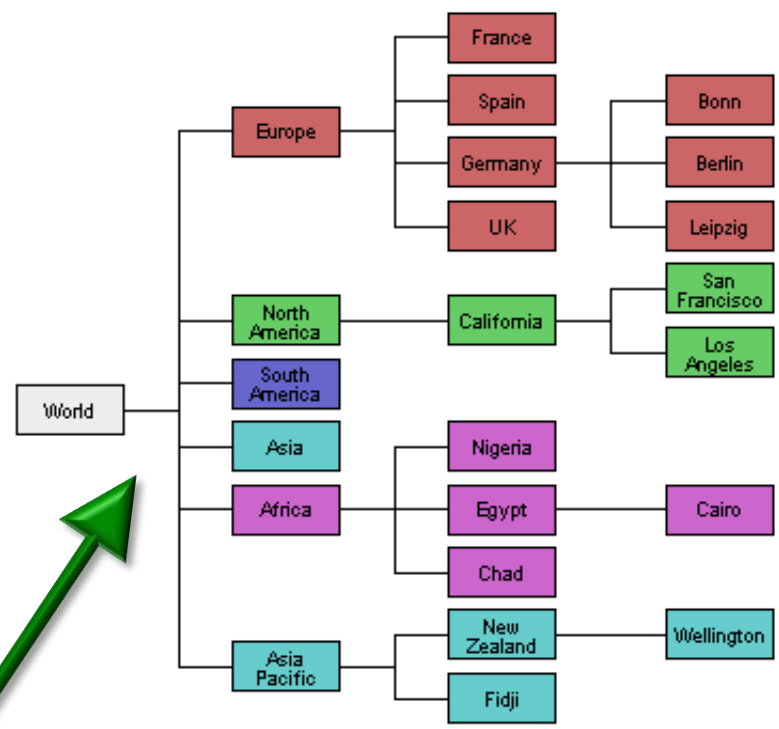 France
Spain
Bonn
Europe
Germany
Berlin
UK
Leipzig
San
Francisco
North
America
California
Los
Angeles
South
America
World
Asia
Nigeria
Africa
Egypt
Cairo
Chad
New
Zealand
Wellington
Asia
Pacific
Fidji